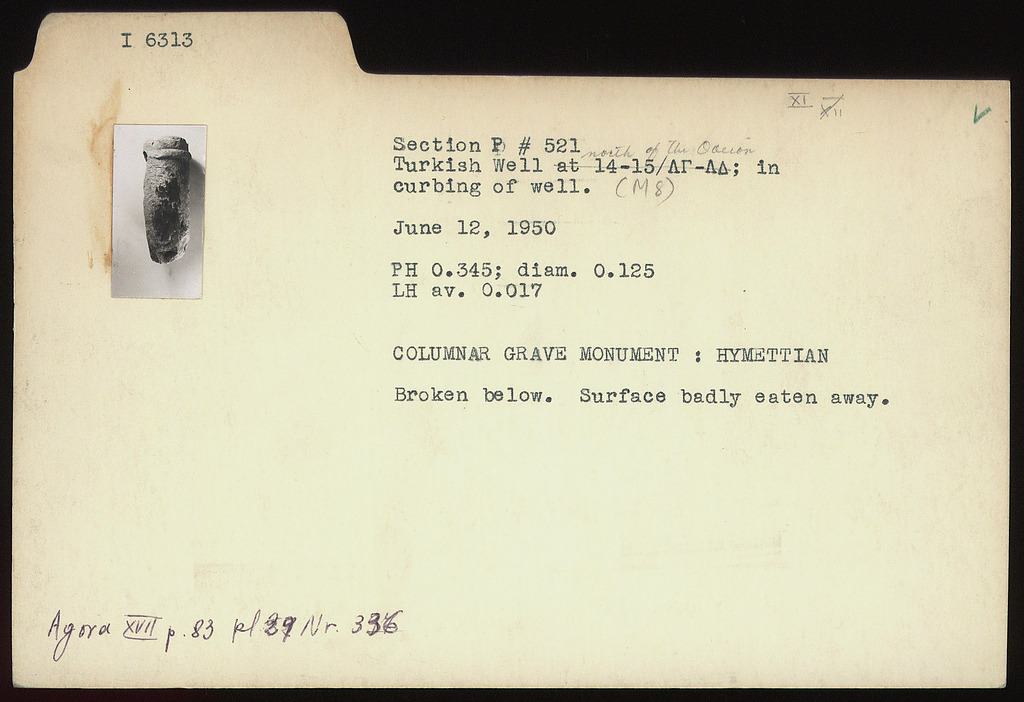 I 6313
XI XII
Section P # 521
north of the Odeion
Turkish Well at 14-15/ΛΓ-ΛΔ; in
curbing of well. (M 8)
June 12, 1950
PH 0.345; diam. 0.125
LH av. 0.017
COLUMNAR GRAVE MONUMENT : HYMETTIAN
Broken below. Surface badly eaten away.
Agora XVII p. 83 pl 29 Nr. 336